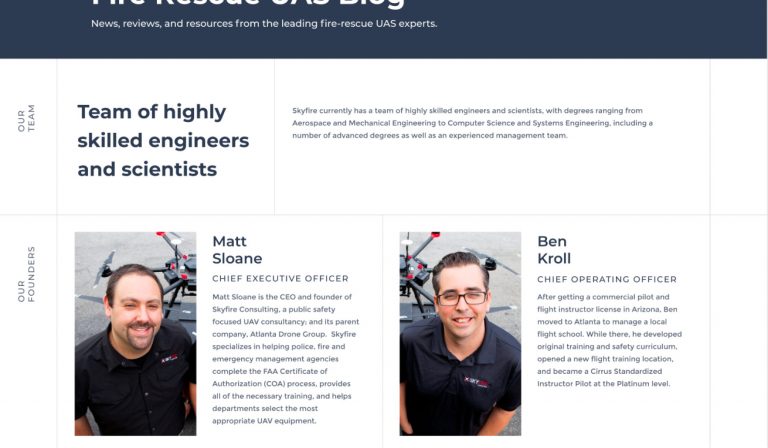 Fire Rescue UAS Blog
News, reviews, and resources from the leading fire-rescue UAS experts.
OUR
TEAM
Team of highly
skilled engineers
and scientists
Skyfire currently has a team of highly skilled engineers and scientists, with degrees ranging from
Aerospace and Mechanical Engineering to Computer Science and Systems Engineering, including a
number of advanced degrees as well as an experienced management team.
OUR
FOUNDERS
Matt
Sloane
CHIEF EXECUTIVE OFFICER
Matt Sloane is the CEO and founder of
Skyfire Consulting, a public safety
focused UAV consultancy; and its parent
company, Atlanta Drone Group. Skyfire
specializes in helping police, fire and
emergency management agencies
complete the FAA Certificate of
Authorization (COA) process, provides
all of the necessary training, and helps
departments select the most
appropriate UAV equipment.
Ben
Kroll
CHIEF OPERATING OFFICER
After getting a commercial pilot and
flight instructor license in Arizona, Ben
moved to Atlanta to manage a local
flight school. While there, he developed
original training and safety curriculum,
opened a new flight training location,
and became a Cirrus Standardized
Instructor Pilot at the Platinum level.